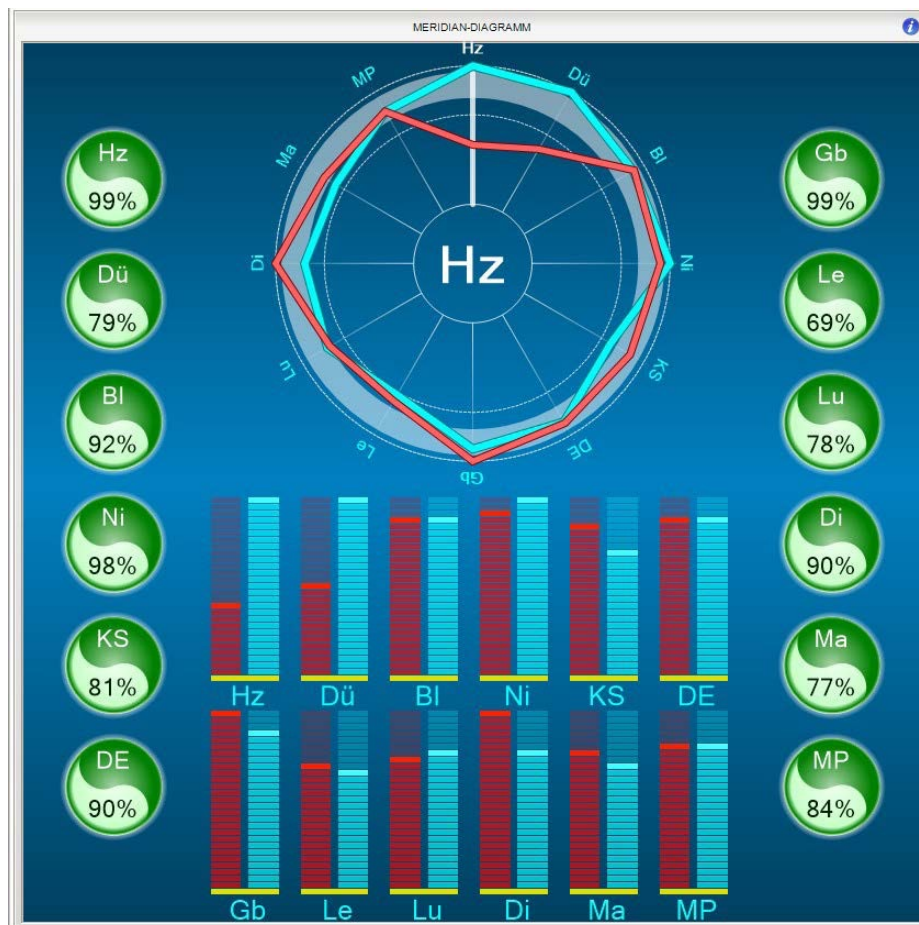 MERIDIAN-DIAGRAMM
i
Hz
MP
Dü
Ma
Bl
Di
Ni
Lu
KS
Le
DE
Gb
Hz
Hz
99%
Dü
79%
Bl
92%
Ni
98%
KS
81%
DE
90%
Gb
99%
Le
69%
Lu
78%
Di
90%
Ma
77%
MP
84%
Hz Dü Bl Ni KS DE
Gb Le Lu Di Ma MP